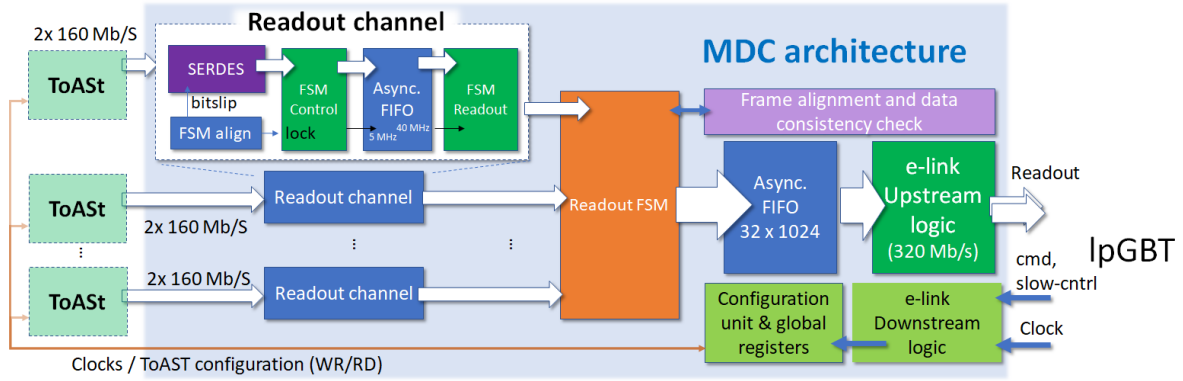 Readout channel
2x 160 Mb/S
MDC architecture
ToASt
SERDES
bitslip
FSM align
lock
FSM
Control
Async.
FIFO
5 MHz
40 MHz
FSM
Readout
Frame alignment and data
consistency check
ToASt
2x 160 Mb/S
Readout channel
Readout FSM
Async.
FIFO
32 x 1024
e-link
Upstream
logic
(320 Mb/s)
Readout
lpGBT
...
...
...
ToASt
2x 160 Mb/S
Readout channel
Configuration
unit & global
registers
e-link
Downstream
logic
cmd,
slow-cntrl
Clock
Clocks / ToAST configuration (WR/RD)